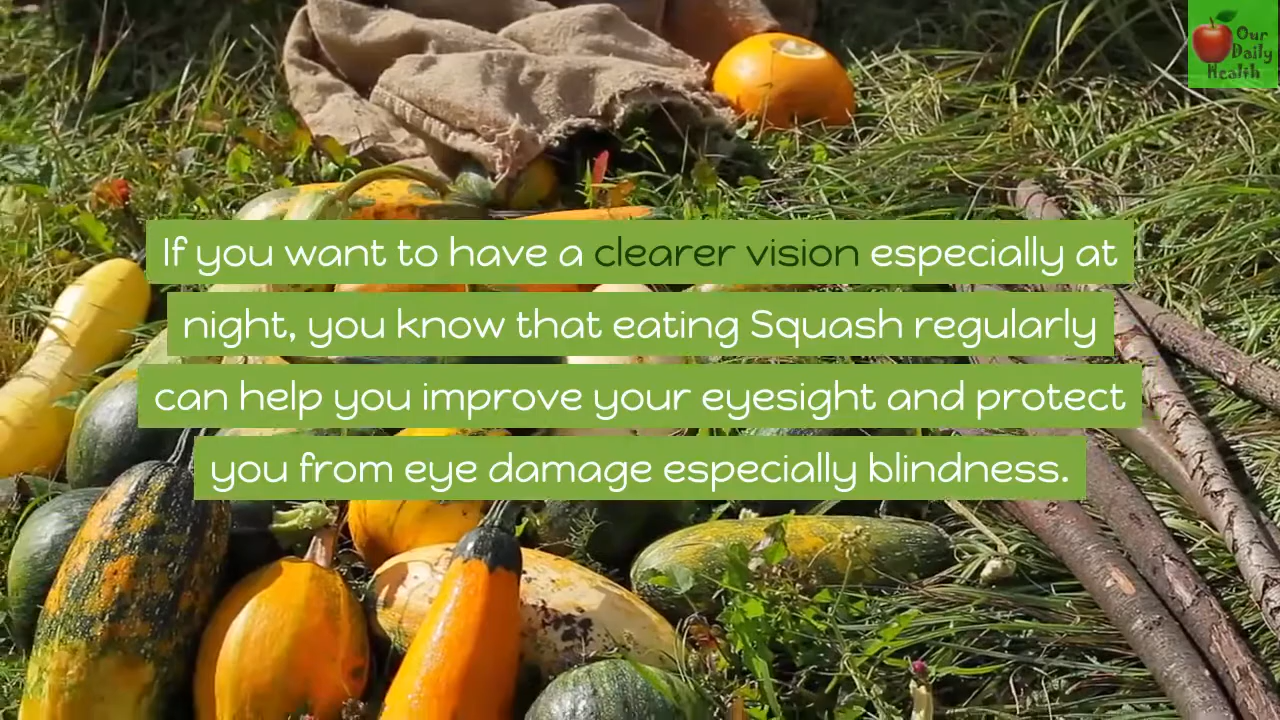 Our
Daily
Health
If you want to have a clearer vision especially at
night, you know that eating Squash regularly
can help you improve your eyesight and protect
you from eye damage especially blindness.